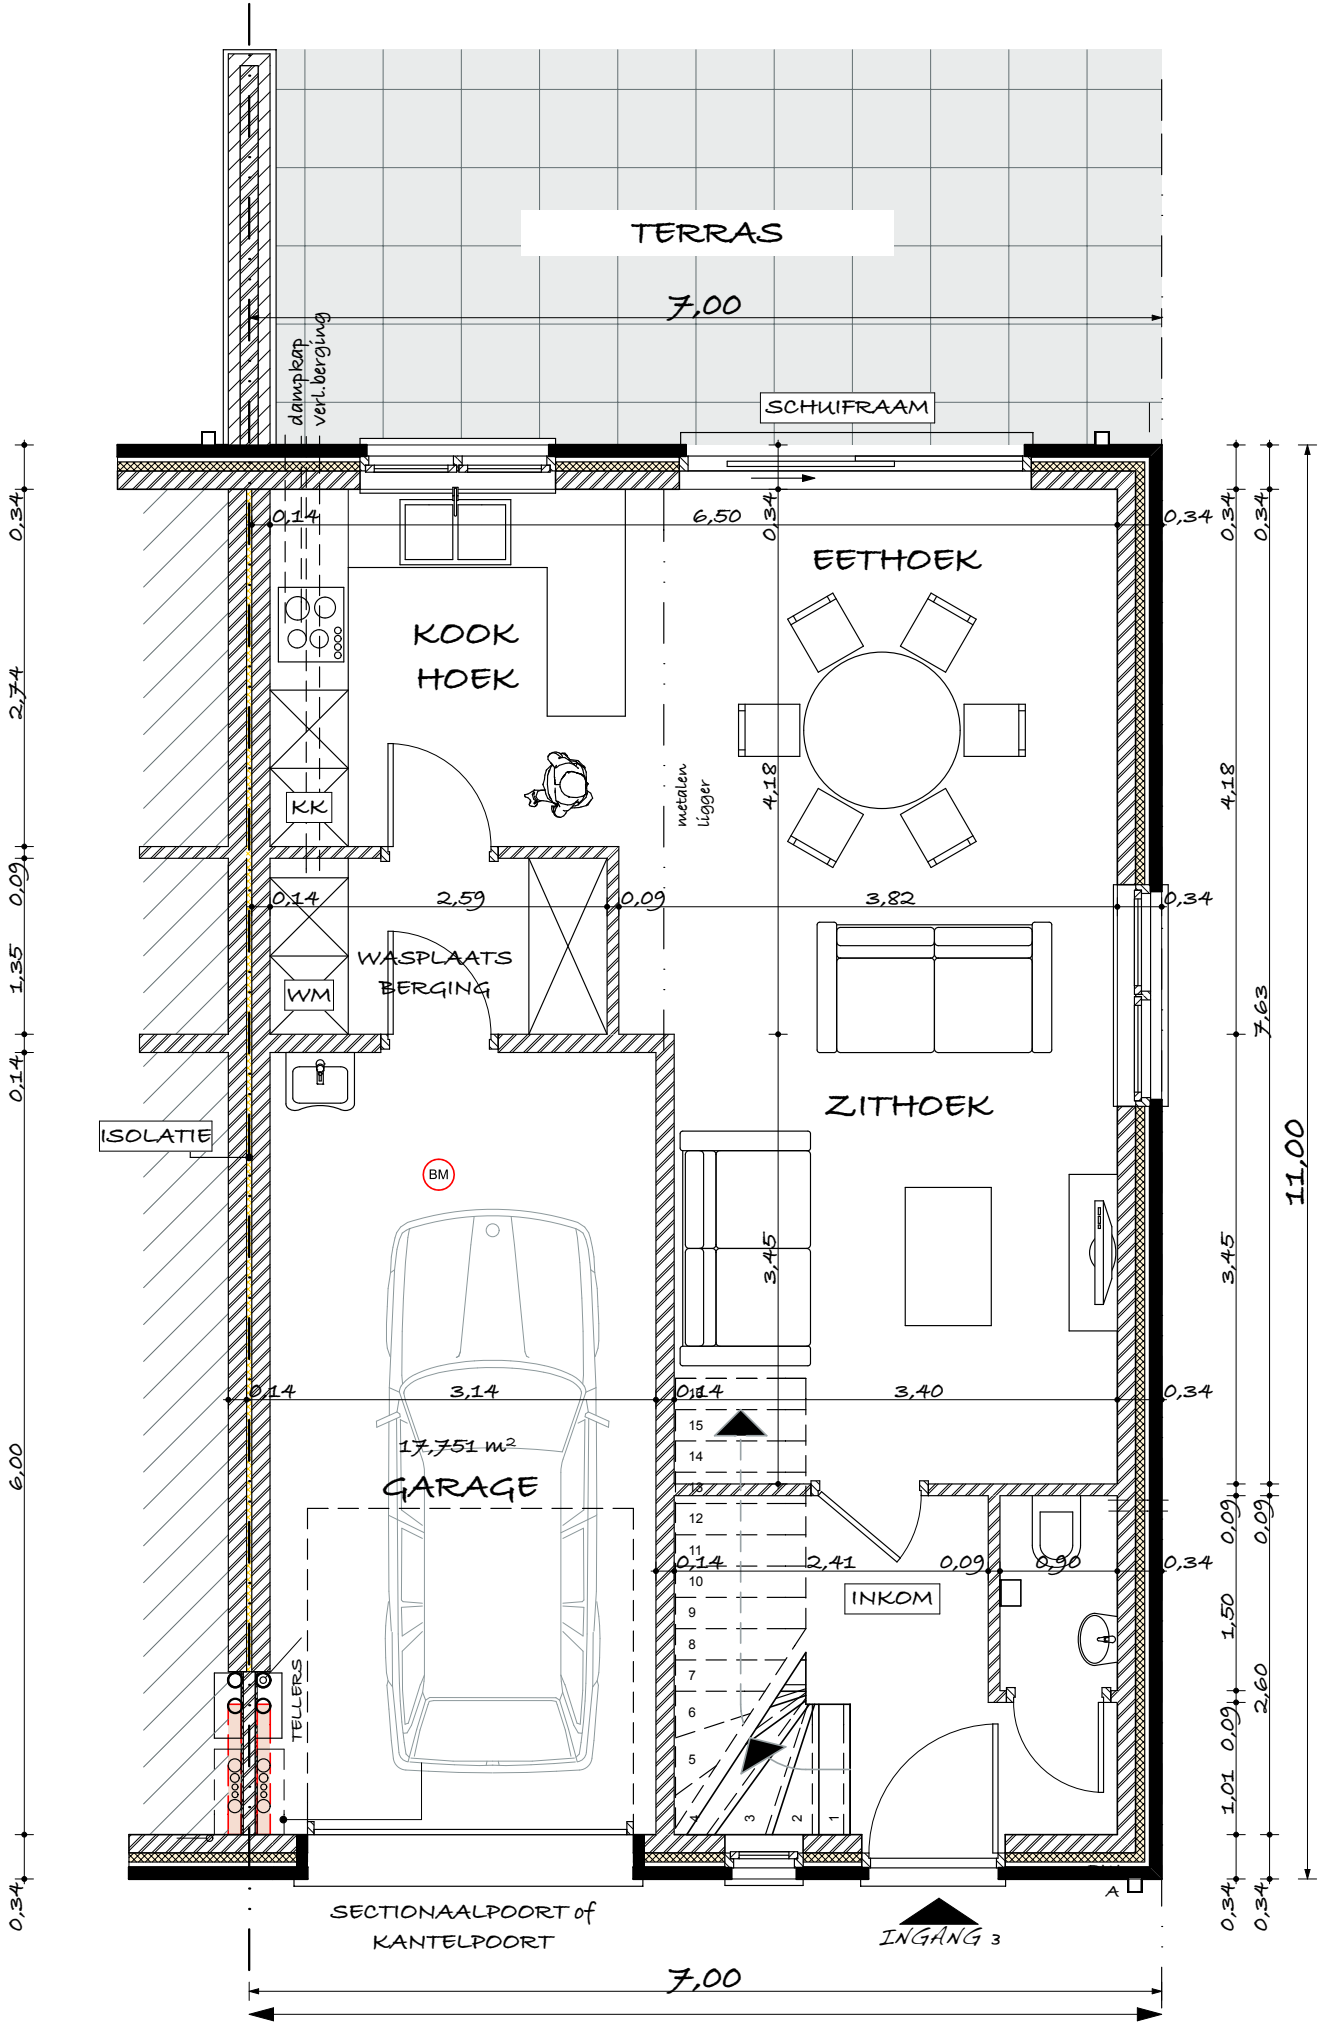 TERRAS
7,00
dampkap
verl.berging
SCHUIFRAAM
0,34
0,14
6,50
0,34
0,34
0,34
0,34
EETHOEK
KOOK
HOEK
2,74
metalen
ligger
4,18
4,18
KK
0,09
0,14
2,59
0,09
3,82
0,34
WASPLAATS
BERGING
1,35
WM
7,63
0,14
ZITHOEK
ISOLATIE
11,00
BM
3,45
3,45
0,14
3,14
0,14
3,40
0,34
15
14
13
17,751 m²
GARAGE
6,00
12
11
10
9
8
7
6
5
4
3
2
1
0,14
2,41
0,09
0,90
0,34
0,09
0,09
INKOM
1,50
TELLERS
2,60
0,09
1,01
0,34
A
0,34
0,34
SECTIONAALPOORT of
KANTELPOORT
INGANG 3
7,00